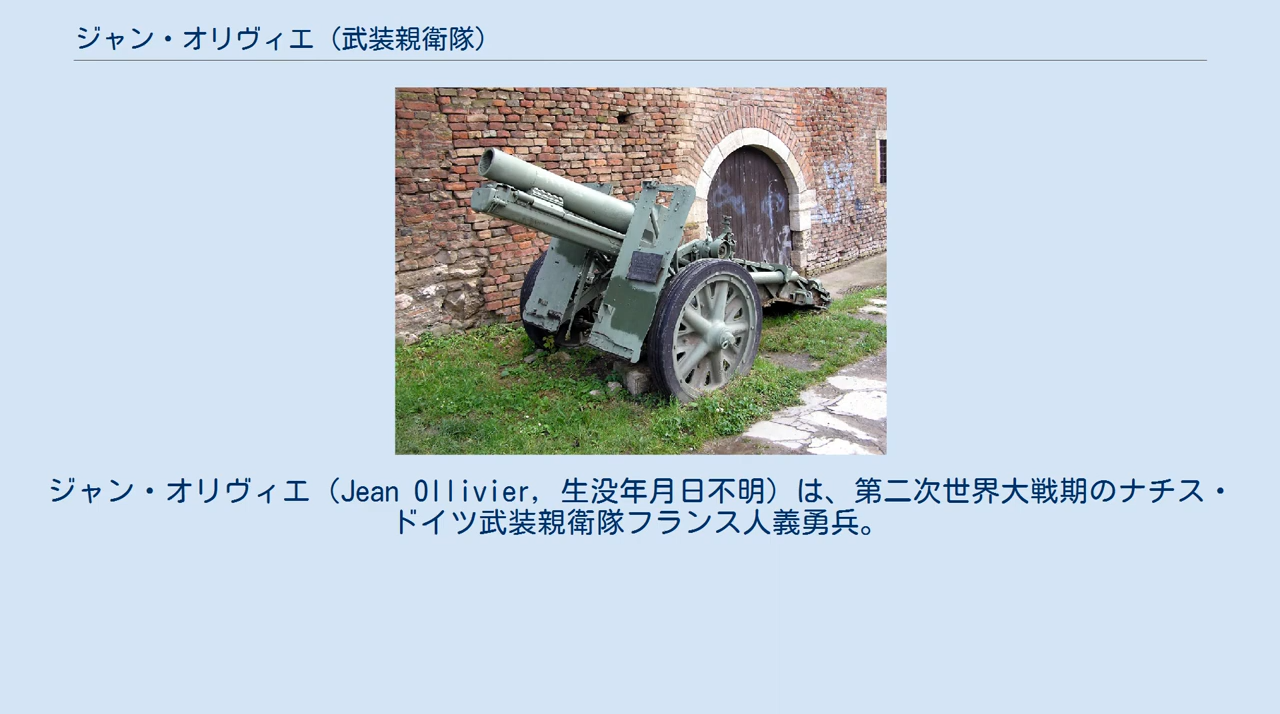 ジャン・オリヴィエ（武装親衛隊）
ジャン・オリヴィエ（Jean Ollivier, 生没年月日不明）は、第二次世界大戦期のナチス・
ドイツ武装親衛隊フランス人義勇兵。